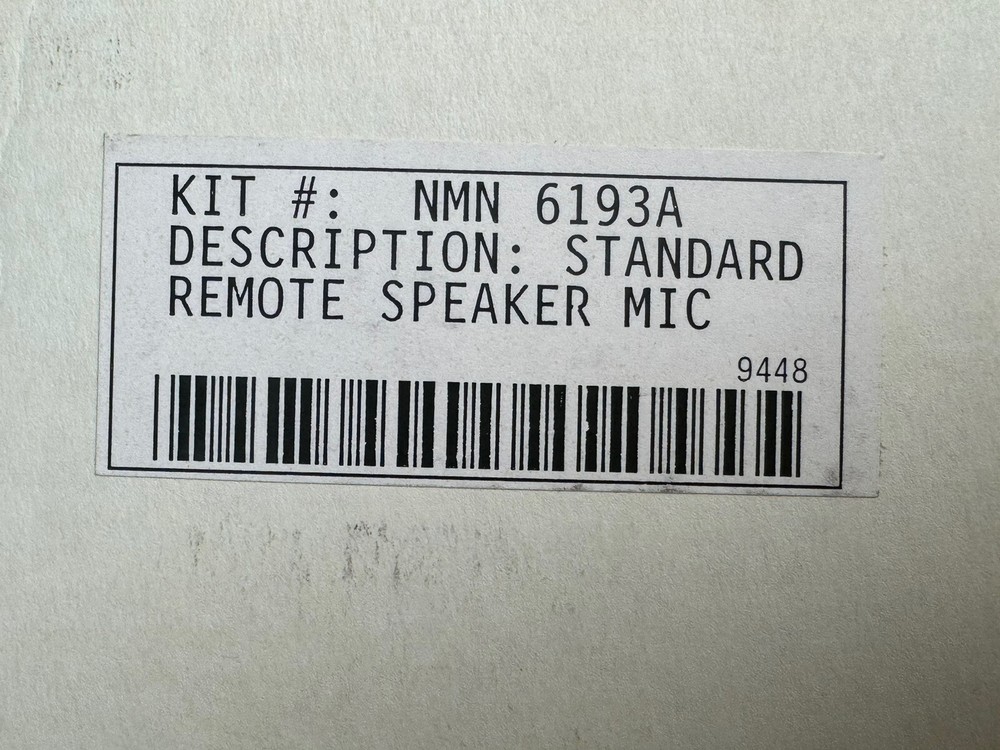 KIT #: NMN 6193A
DESCRIPTION: STANDARD
REMOTE SPEAKER MIC
9448